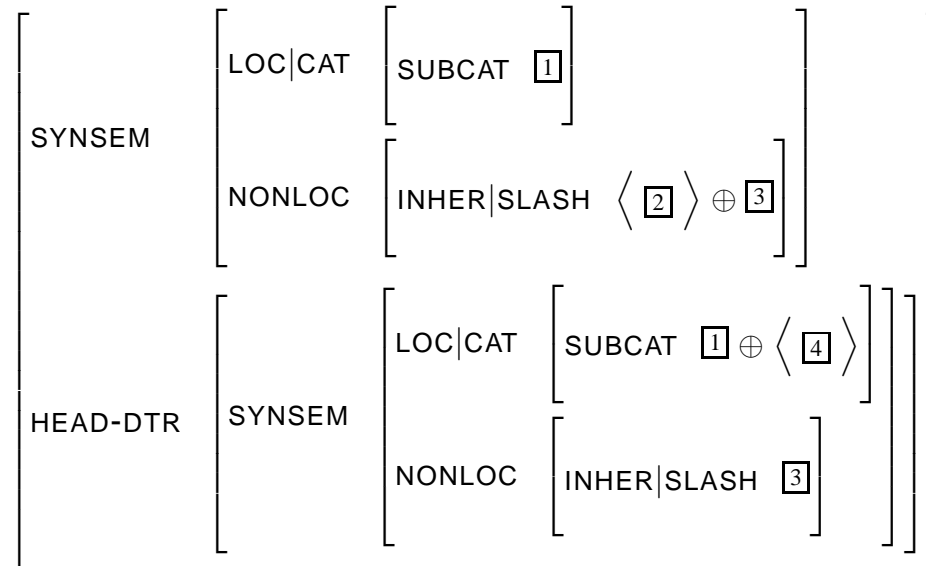 LOC|CAT SUBCAT 1
SYNSEM
NONLOC INHER|SLASH ⟨ 2 ⟩ ⊕ 3
LOC|CAT SUBCAT 1 ⊕ ⟨ 4 ⟩
HEAD-DTR SYNSEM
NONLOC INHER|SLASH 3